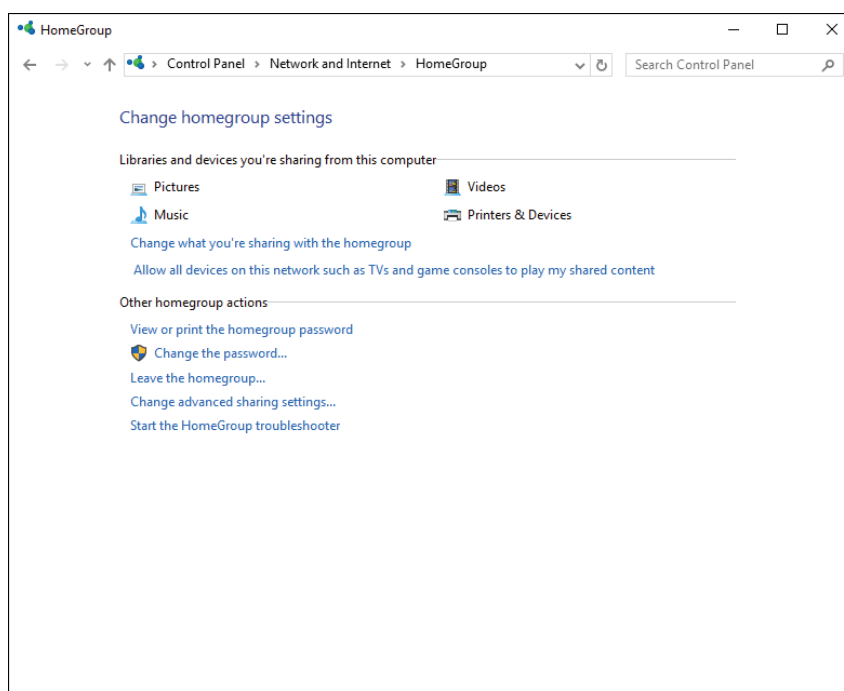 HomeGroup
Control Panel > Network and Internet > HomeGroup
Search Control Panel
Change homegroup settings
Libraries and devices you're sharing from this computer
Pictures
Videos
Music
Printers & Devices
Change what you're sharing with the homegroup
Allow all devices on this network such as TVs and game consoles to play my shared content
Other homegroup actions
View or print the homegroup password
Change the password...
Leave the homegroup...
Change advanced sharing settings...
Start the HomeGroup troubleshooter